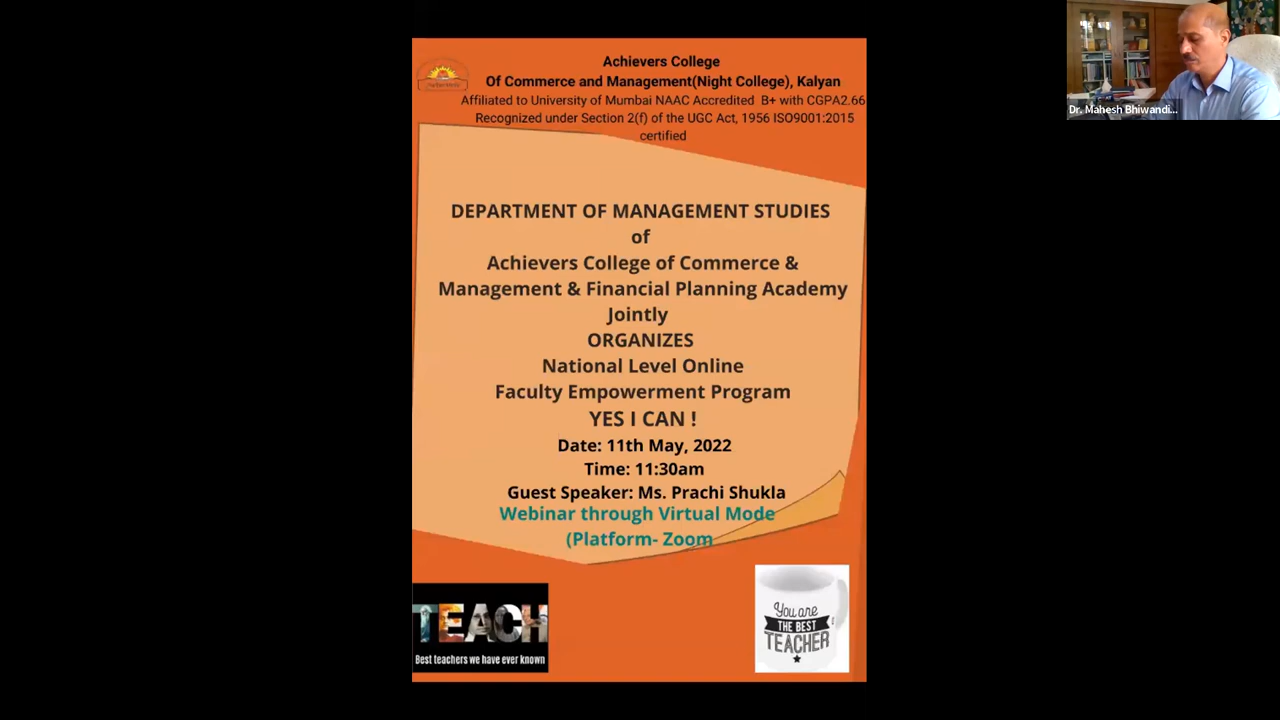 Achievers College
Of Commerce and Management(Night College), Kalyan
Affiliated to University of Mumbai NAAC Accredited B+ with CGPA2.66
Recognized under Section 2(f) of the UGC Act, 1956 ISO9001:2015
certified
DEPARTMENT OF MANAGEMENT STUDIES
of
Achievers College of Commerce &
Management & Financial Planning Academy
Jointly
ORGANIZES
National Level Online
Faculty Empowerment Program
YES I CAN !
Date: 11th May, 2022
Time: 11:30am
Guest Speaker: Ms. Prachi Shukla
Webinar through Virtual Mode
(Platform- Zoom
TEACH
Best teachers we have ever known
You are
THE BEST
TEACHER
Dr. Mahesh Bhiwandi...